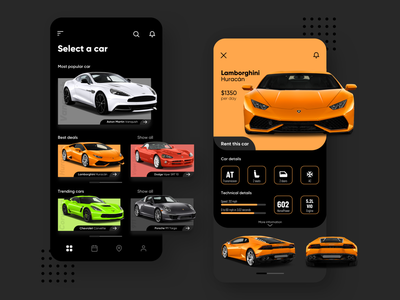 Select a car
Most popular car
Aston Martin
Best deals
Show all
Lamborghini Huracán
Dodge Viper SRT 10
Trending cars
Show all
Chevrolet Corvette
Porsche 911
Lamborghini
Huracán
$1350
per day
Rent this car
Car details
AT
Technical details
602
5.2L
V10
More information